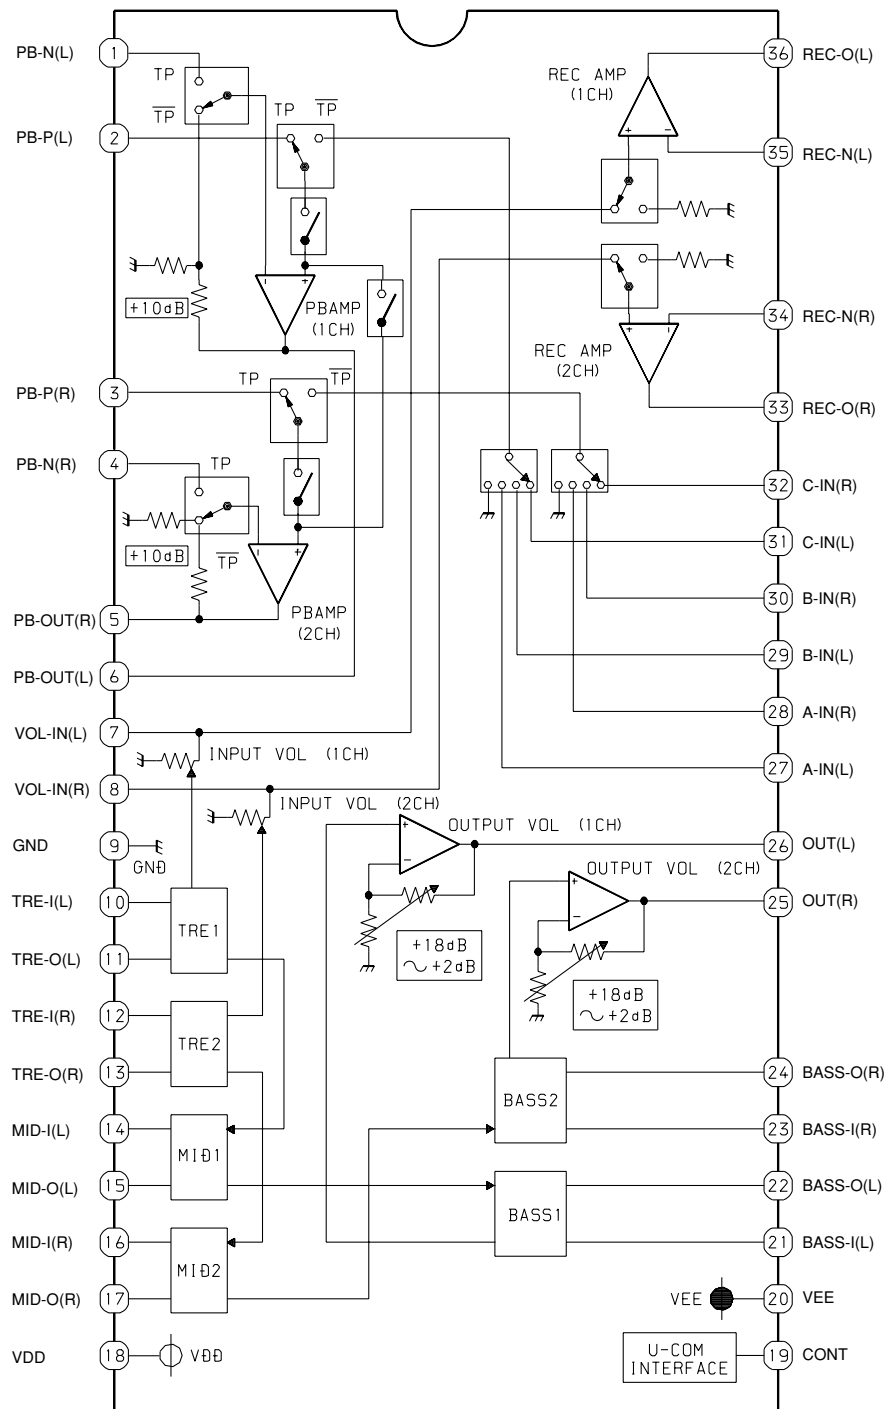 PB-N(L) 1
TP
TP
PB-P(L) 2
TP TP
+10dB
PBAMP
(1CH)
PB-P(R) 3
TP TP
PB-N(R) 4
TP
+10dB
TP
PBAMP
(2CH)
PB-OUT(R) 5
PB-OUT(L) 6
VOL-IN(L) 7
INPUT VOL (1CH)
VOL-IN(R) 8
INPUT VOL (2CH)
GND 9
GND
TRE-I(L) 10
TRE1
TRE-O(L) 11
TRE-I(R) 12
TRE2
TRE-O(R) 13
MID-I(L) 14
MID1
MID-O(L) 15
MID-I(R) 16
MID2
MID-O(R) 17
VDD 18
VDD
36 REC-O(L)
REC AMP
(1CH)
35 REC-N(L)
34 REC-N(R)
REC AMP
(2CH)
33 REC-O(R)
32 C-IN(R)
31 C-IN(L)
30 B-IN(R)
29 B-IN(L)
28 A-IN(R)
27 A-IN(L)
OUTPUT VOL (1CH)
26 OUT(L)
OUTPUT VOL (2CH)
25 OUT(R)
+18dB
~+2dB
+18dB
~+2dB
24 BASS-O(R)
BASS2
23 BASS-I(R)
22 BASS-O(L)
BASS1
21 BASS-I(L)
VEE
20 VEE
U-COM
INTERFACE
19 CONT